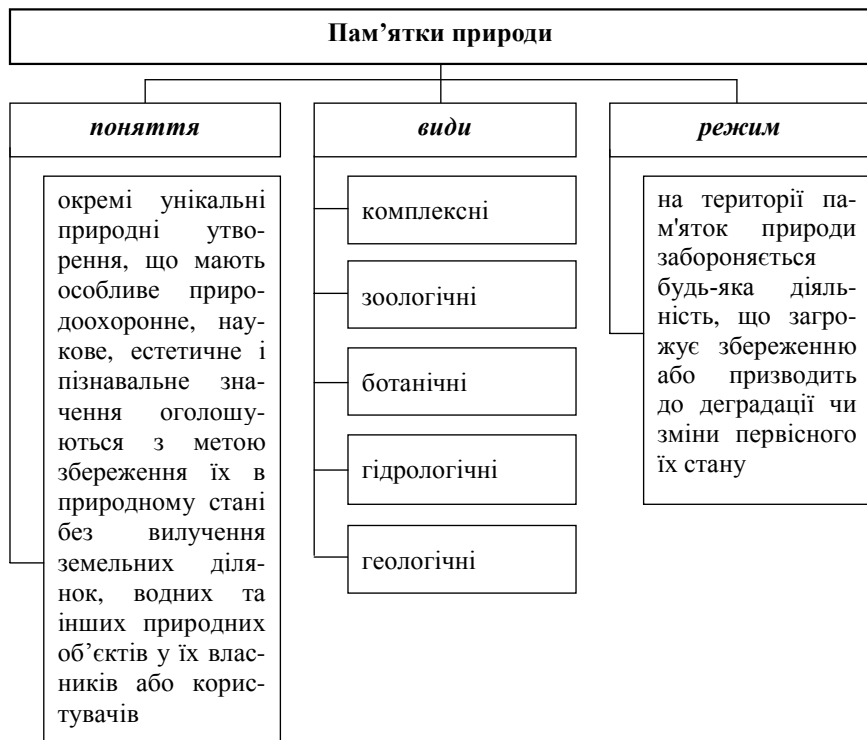 Пам’ятки природи
поняття
окремі унікальні
природні утво-
рення, що мають
особливе приро-
доохоронне, нау-
кове, естетичне і
пізнавальне зна-
чення оголошу-
ються з метою
збереження їх в
природному стані
без вилучення
земельних діля-
нок, водних та
інших природних
об’єктів у їх влас-
ників або корис-
тувачів
види
комплексні
зоологічні
ботанічні
гідрологічні
геологічні
режим
на території па-
м'яток природи
забороняється
будь-яка діяль-
ність, що загро-
жує збереженню
або призводить
до деградації чи
зміни первісного
їх стану